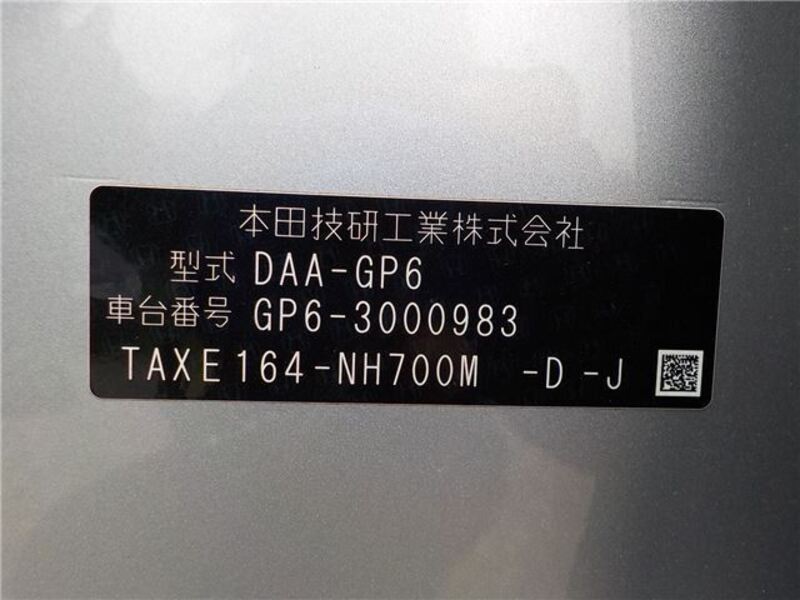 本田技研工業株式会社
型式 DAA-GP6
車台番号 GP6-3000983
TAXE164-NH700M -D -J